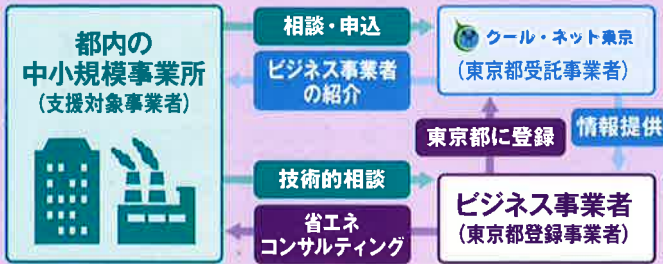 都内の
中小規模事業所
(支援対象事業者)
相談・申込
ビジネス事業者
の紹介
クール・ネット東京
(東京都受託事業者)
東京都に登録
情報提供
技術的相談
省エネ
コンサルティング
ビジネス事業者
(東京都登録事業者)